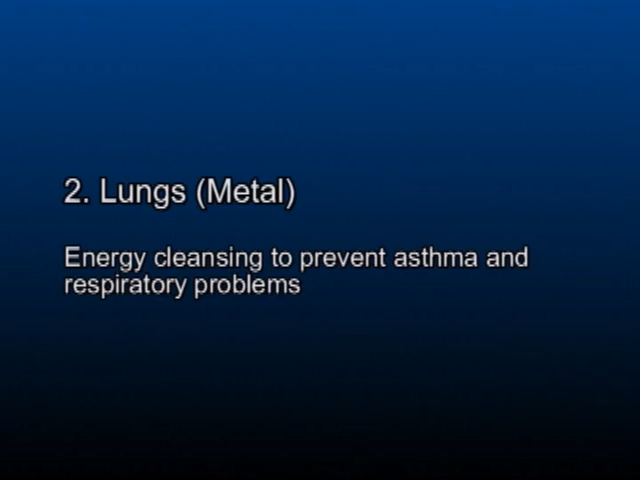 2. Lungs (Metal)
Energy cleansing to prevent asthma and
respiratory problems